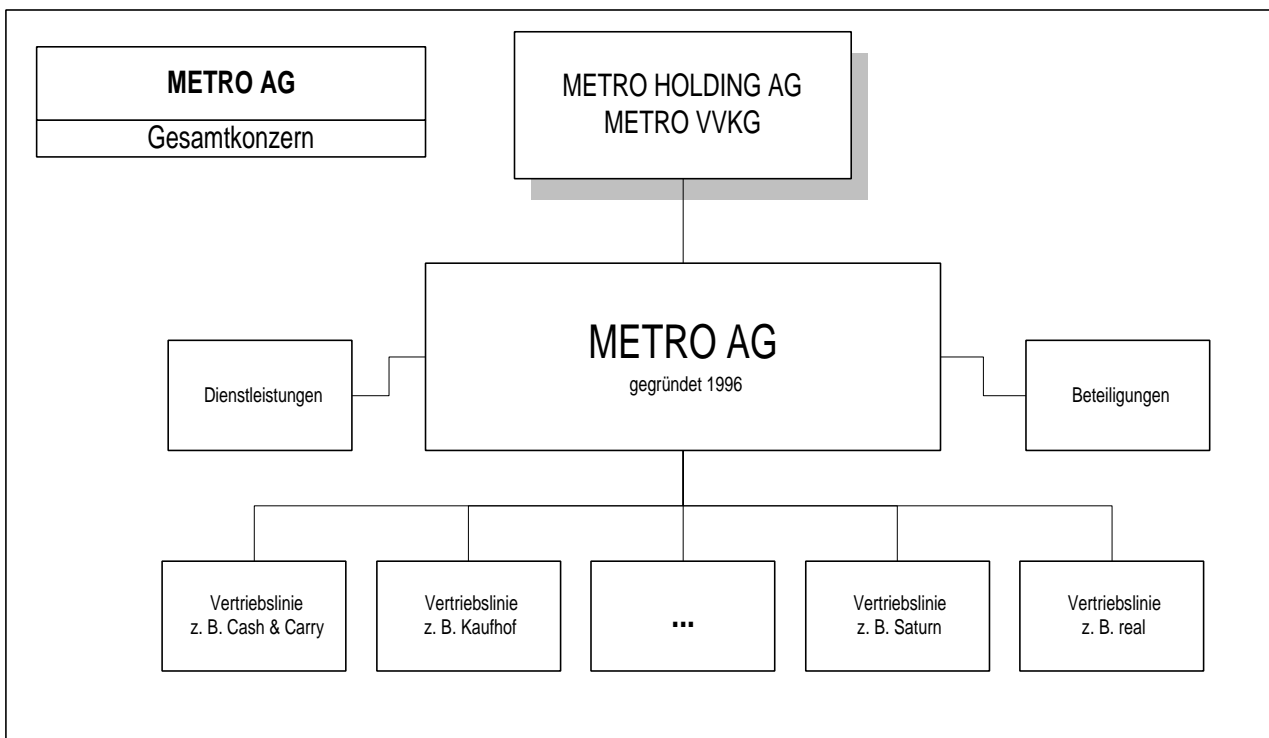 METRO AG
Gesamtkonzern
METRO HOLDING AG
METRO VVKG
METRO AG
gegründet 1996
Dienstleistungen
Beteiligungen
Vertriebslinie
z. B. Cash & Carry
Vertriebslinie
z. B. Kaufhof
...
Vertriebslinie
z. B. Saturn
Vertriebslinie
z. B. real